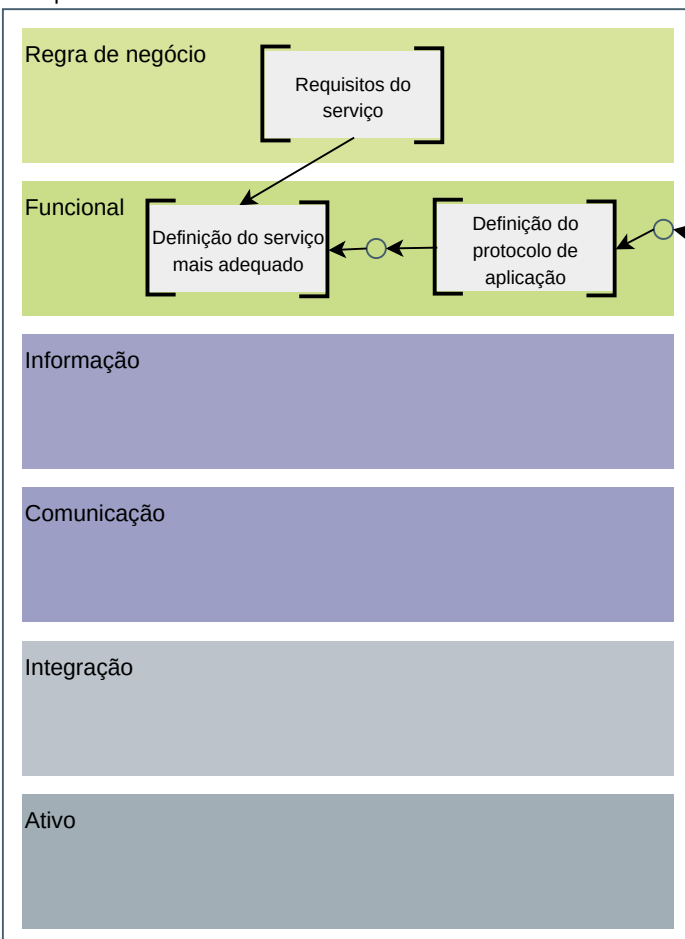 Regra de negócio
Requisitos do
serviço
Funcional
Definição do serviço
mais adequado
Definição do
protocolo de
aplicação
Informação
Comunicação
Integração
Ativo